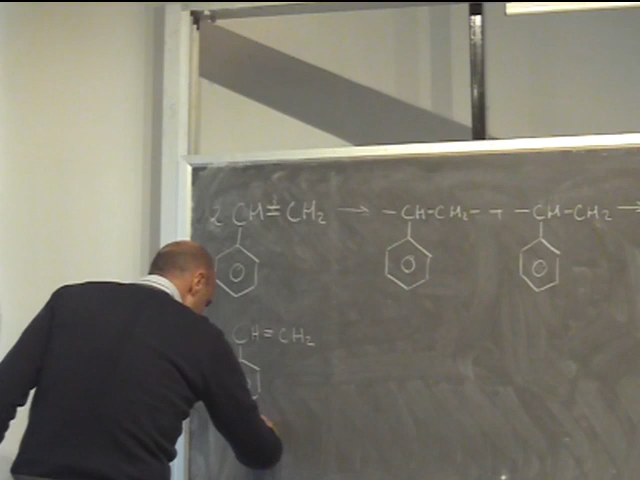 2 CH=CH₂ → -CH-CH₂- + -CH-CH₂ →
CH=CH₂